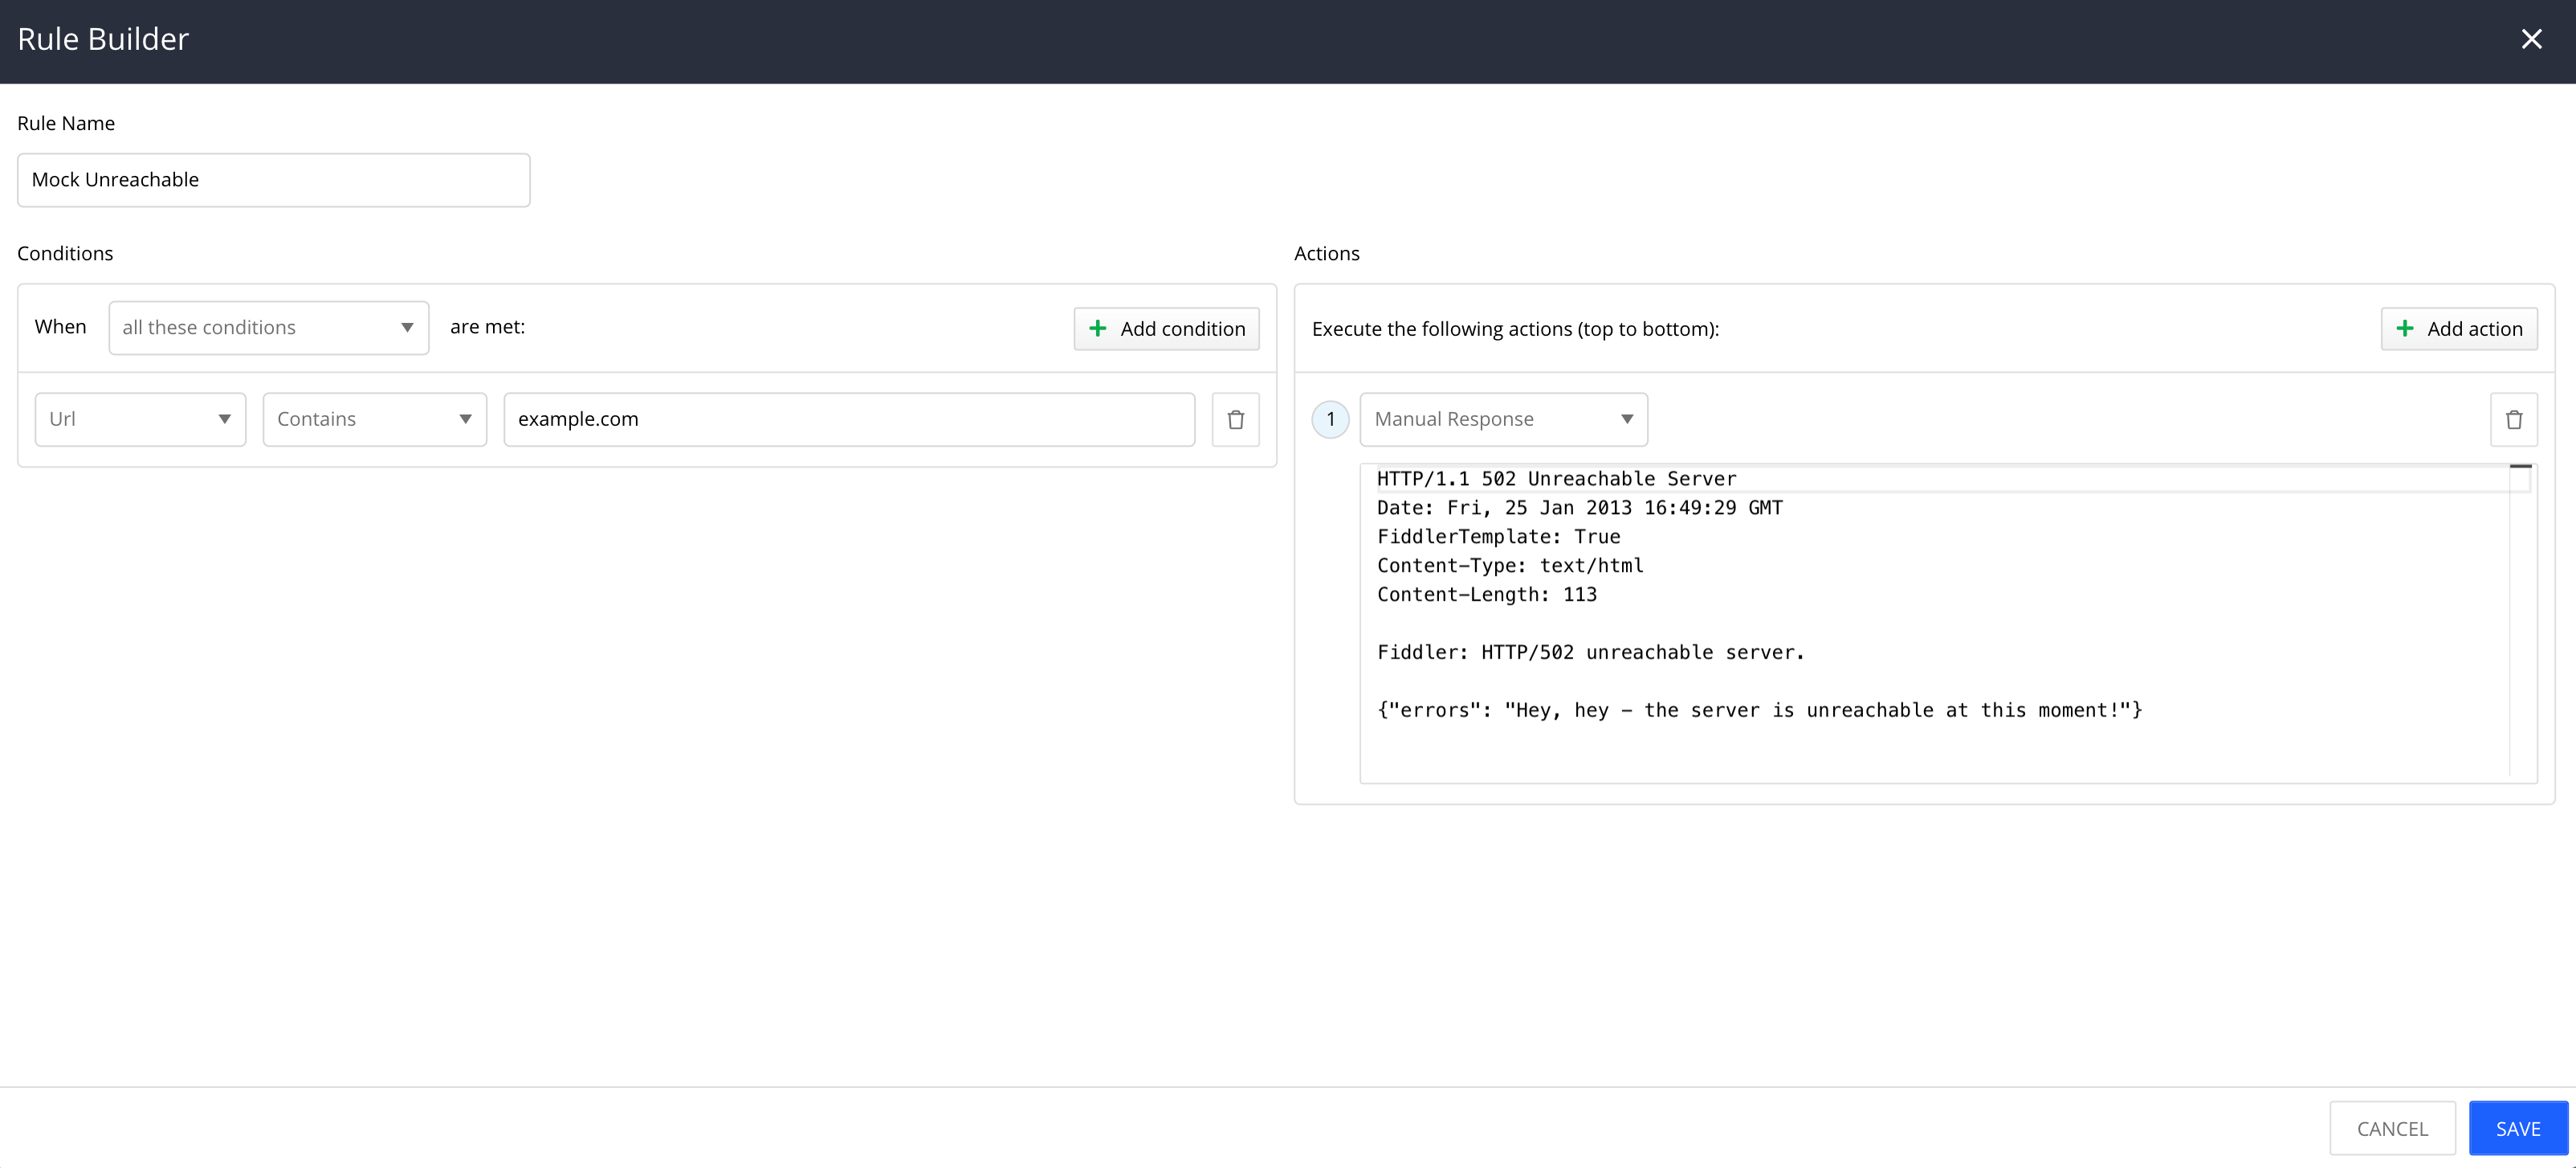 Rule Builder
Rule Name
Mock Unreachable
Conditions
When all these conditions are met:
Add condition
Url Contains example.com
Actions
Execute the following actions (top to bottom):
Add action
1 Manual Response
HTTP/1.1 502 Unreachable Server
Date: Fri, 25 Jan 2013 16:49:29 GMT
FiddlerTemplate: True
Content-Type: text/html
Content-Length: 113
Fiddler: HTTP/502 unreachable server.
{"errors": "Hey, hey - the server is unreachable at this moment!"}
CANCEL
SAVE